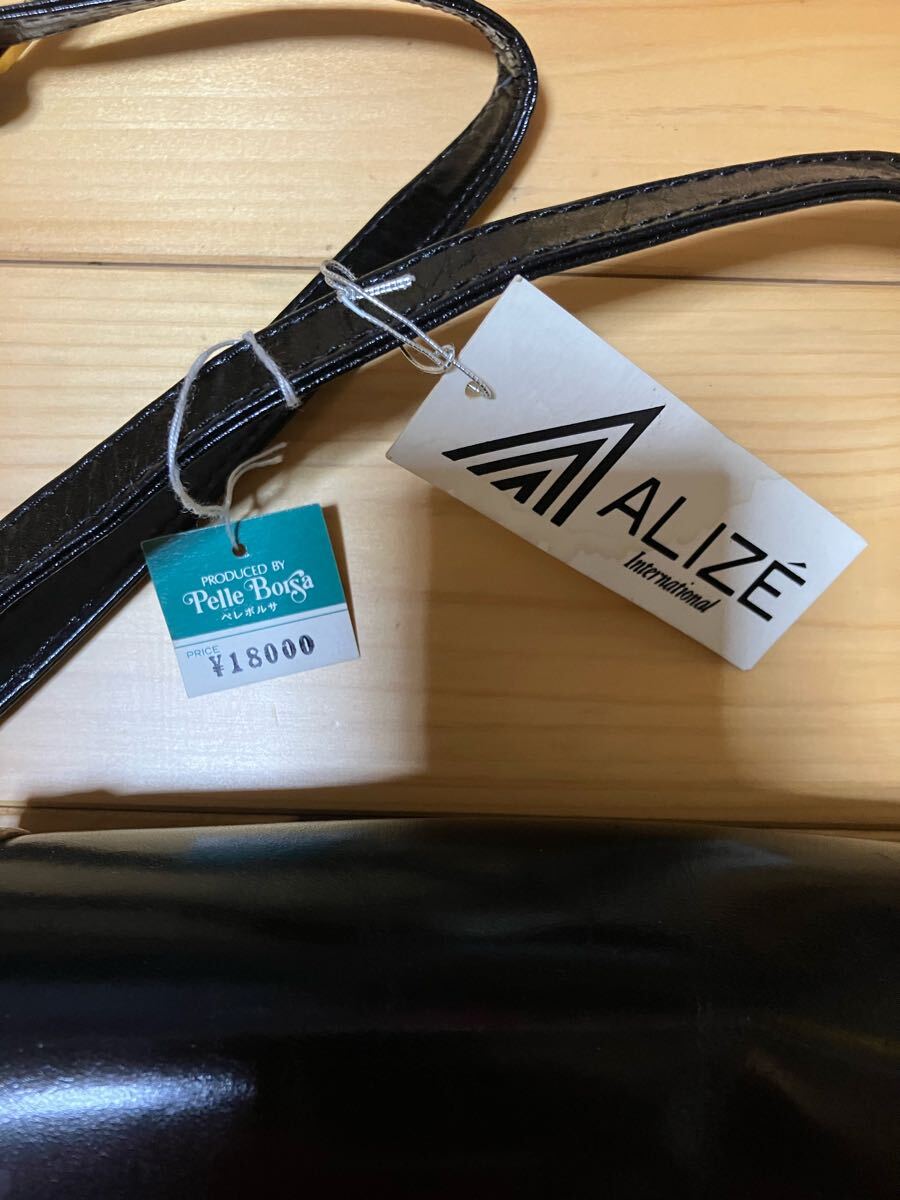 PRODUCED BY
Pelle Borsa
ペレボルサ
PRICE
¥18000
ALIZÉ
International